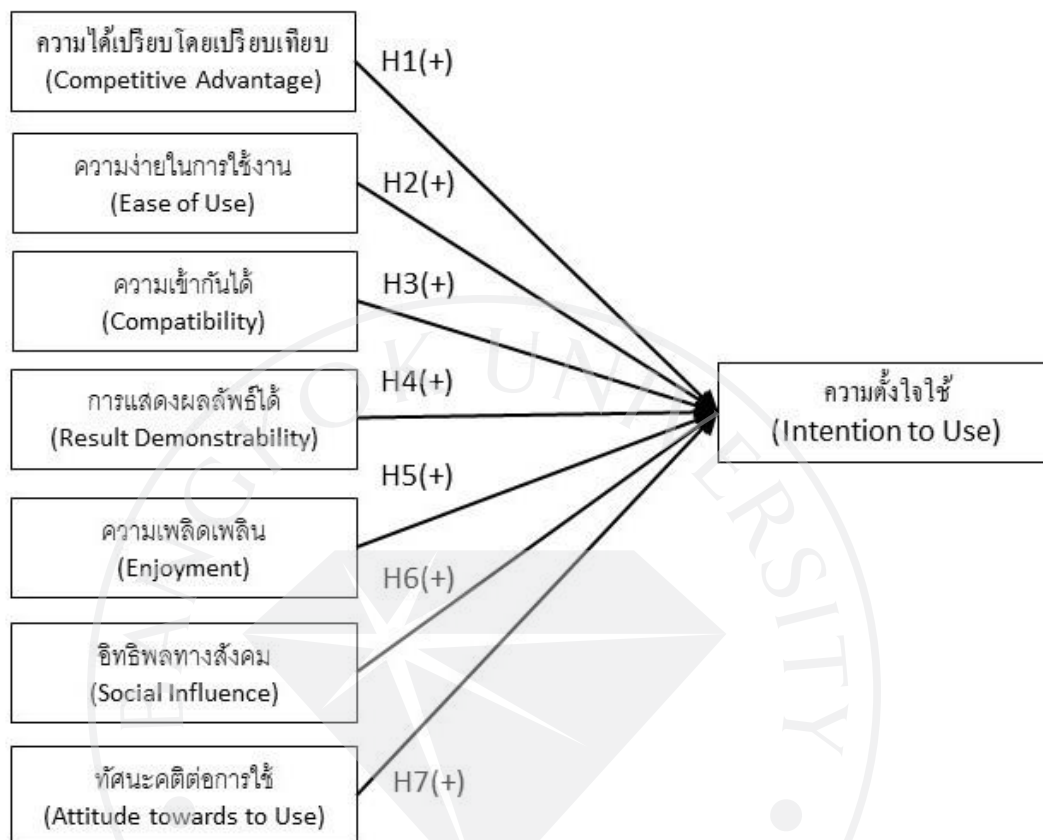 ความได้เปรียบโดยเปรียบเทียบ
(Competitive Advantage)
H1(+)
ความง่ายในการใช้งาน
(Ease of Use)
H2(+)
ความเข้ากันได้
(Compatibility)
H3(+)
การแสดงผลลัพธ์ได้
(Result Demonstrability)
H4(+)
ความตั้งใจใช้
(Intention to Use)
ความเพลิดเพลิน
(Enjoyment)
H5(+)
อิทธิพลทางสังคม
(Social Influence)
H6(+)
ทัศนะคติต่อการใช้
(Attitude towards to Use)
H7(+)
BANGKOK UNIVERSITY